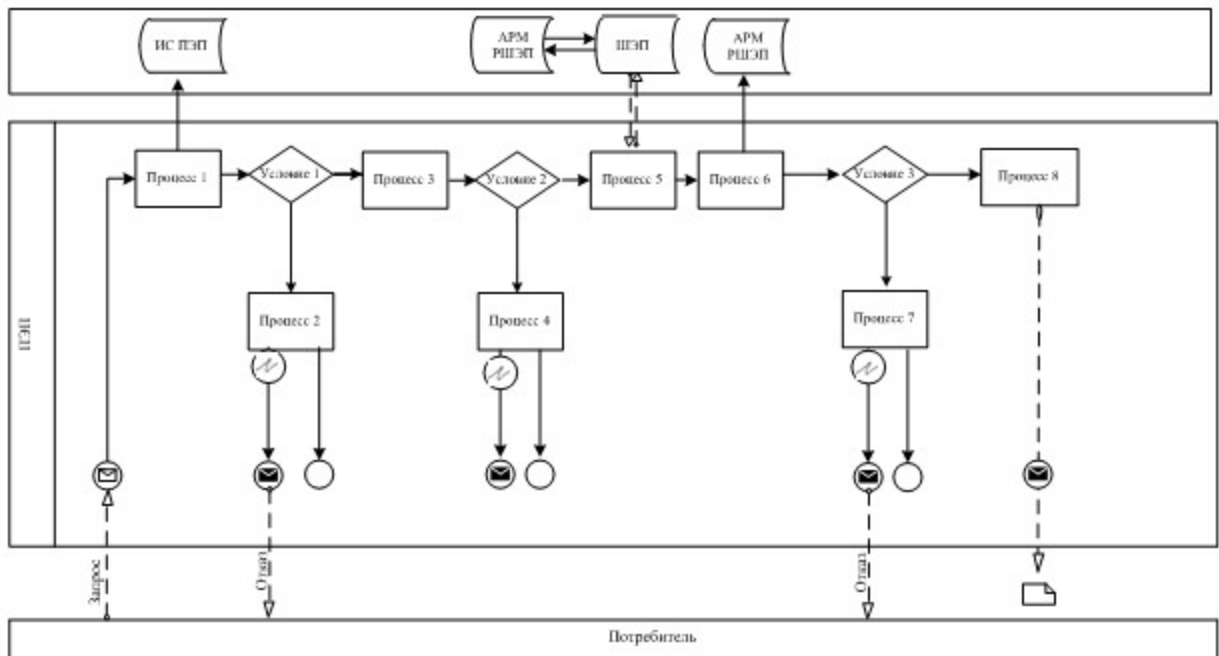 ИС ПЭП
АРМ
РШЭП
ШЭП
АРМ
РШЭП
Процесс 1
Условие 1
Процесс 3
Условие 2
Процесс 5
Процесс 6
Условие 3
Процесс 8
Процесс 2
Процесс 4
Процесс 7
ПЭП
Запрос
Отказ
Отказ
Потребитель